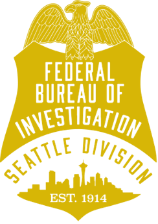 FEDERAL
BUREAU OF
INVESTIGATION
SEATTLE DIVISION
EST. 1914